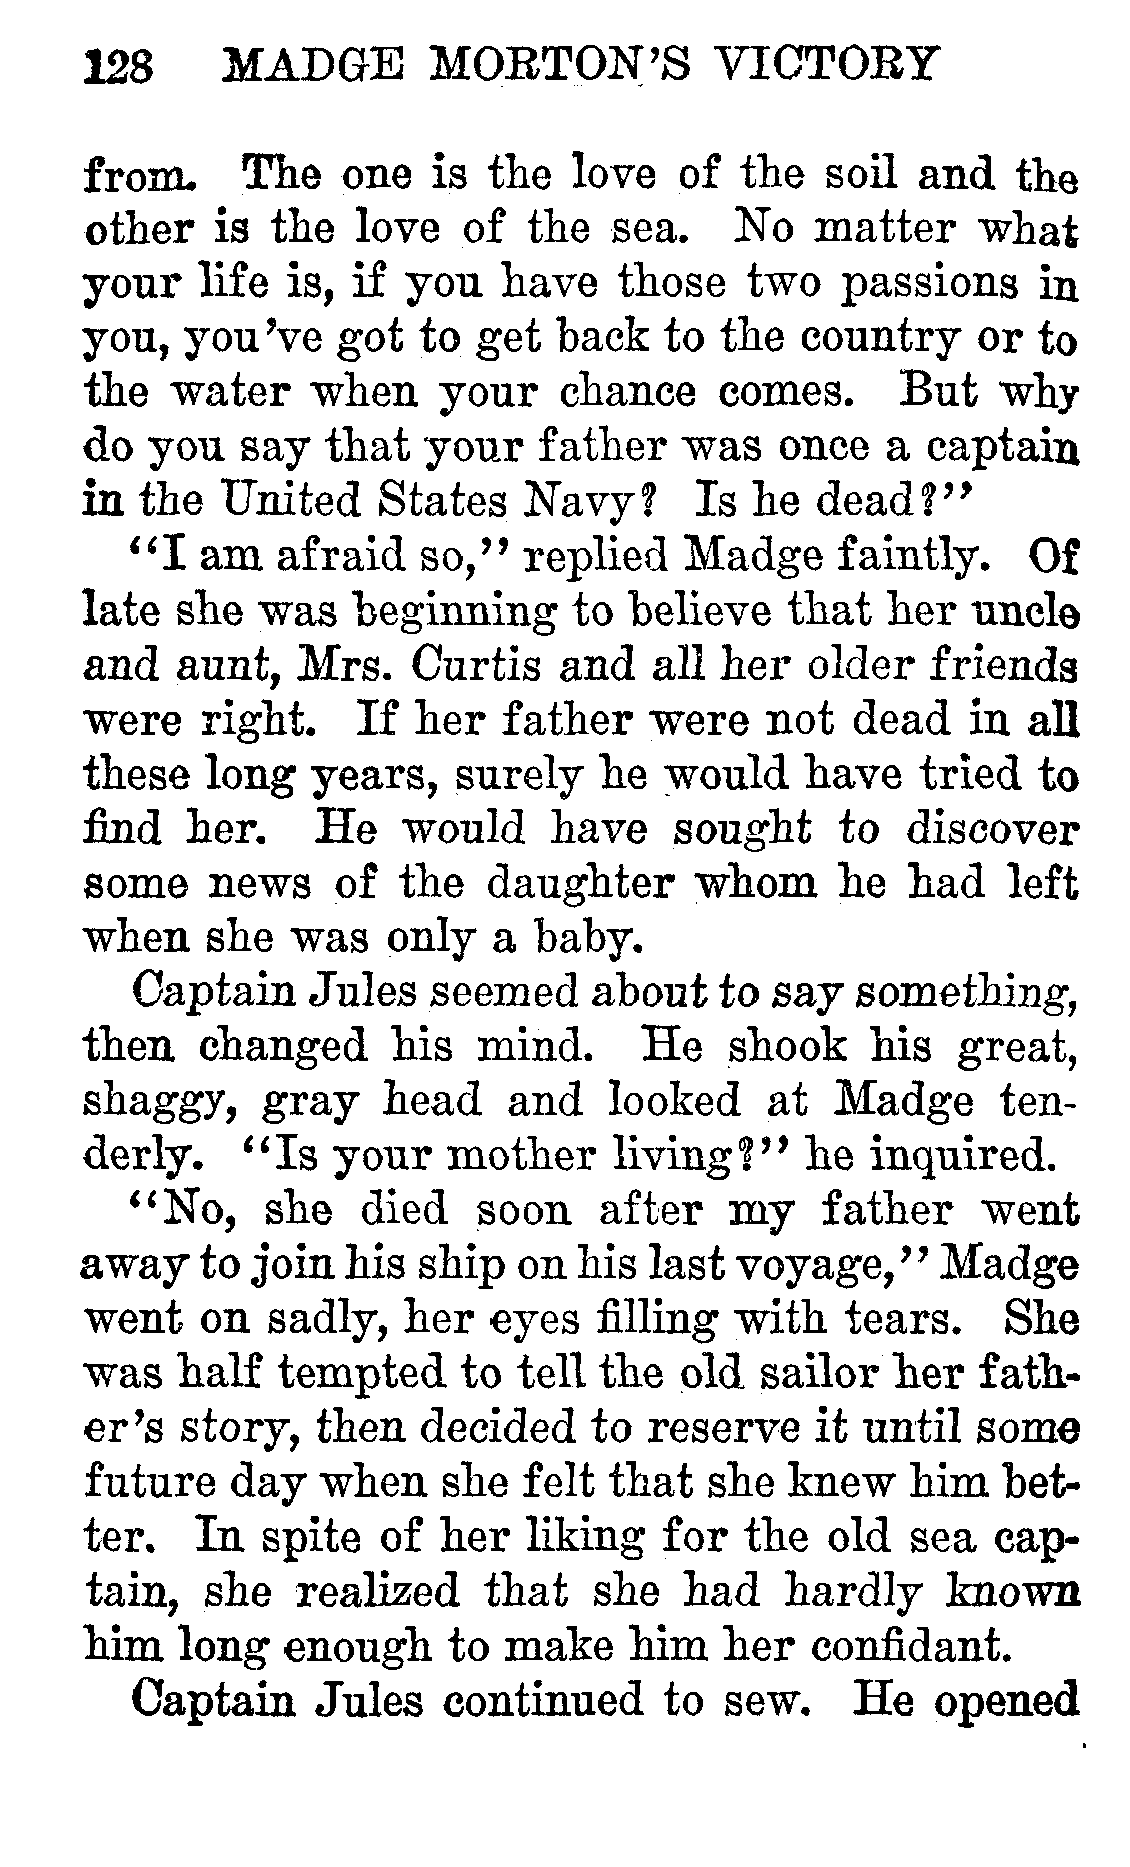 128 MADGE MORTON'S VICTORY
from. The one is the love of the soil and the
other is the love of the sea. No matter what
your life is, if you have those two passions in
you, you've got to get back to the country or to
the water when your chance comes. But why
do you say that your father was once a captain
in the United States Navy? Is he dead?"
"I am afraid so," replied Madge faintly. Of
late she was beginning to believe that her uncle
and aunt, Mrs. Curtis and all her older friends
were right. If her father were not dead in all
these long years, surely he would have tried to
find her. He would have sought to discover
some news of the daughter whom he had left
when she was only a baby.
Captain Jules seemed about to say something,
then changed his mind. He shook his great,
shaggy, gray head and looked at Madge ten-
derly. "Is your mother living?" he inquired.
"No, she died soon after my father went
away to join his ship on his last voyage," Madge
went on sadly, her eyes filling with tears. She
was half tempted to tell the old sailor her fath-
er's story, then decided to reserve it until some
future day when she felt that she knew him bet-
ter. In spite of her liking for the old sea cap-
tain, she realized that she had hardly known
him long enough to make him her confidant.
Captain Jules continued to sew. He opened